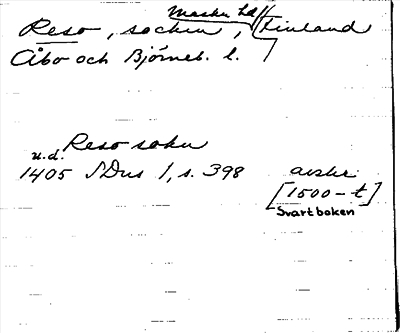 Masku hd
Reso, socken, Finland
Åbo och Björneb. l.
Reso sokn
u.d.
1405 SDns 1, s. 398 avskr.
[1500-t]
Svartboken